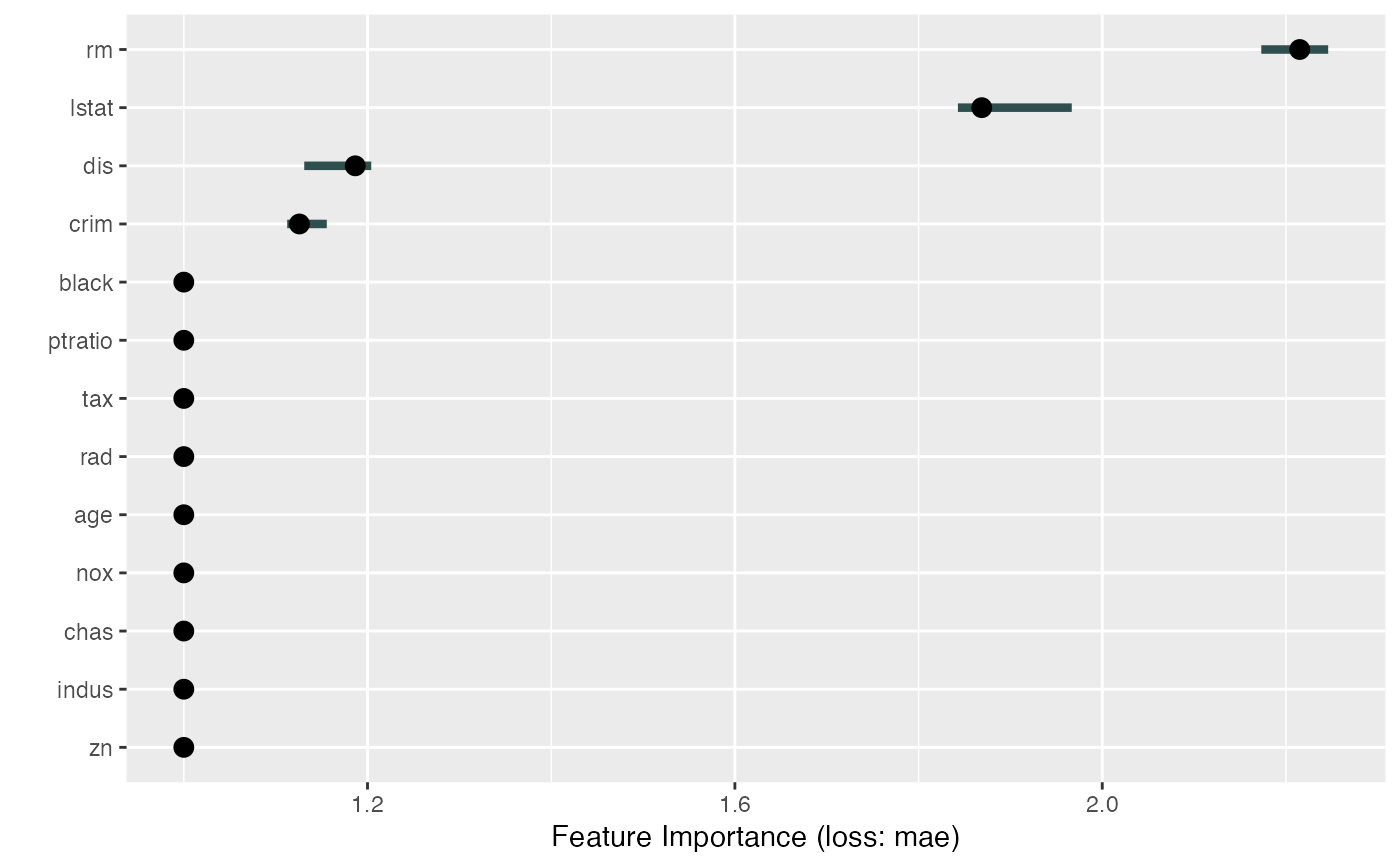 rm
lstat
dis
crim
black
ptratio
tax
rad
age
nox
chas
indus
zn
1.2 1.6 2.0
Feature Importance (loss: mae)